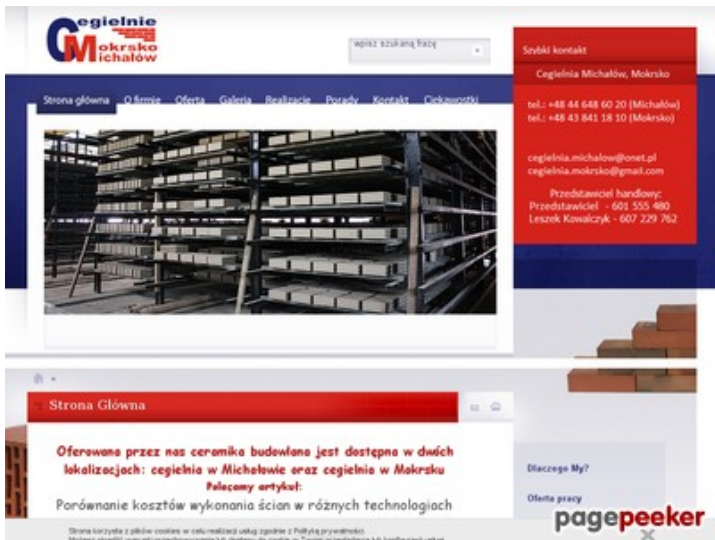 Cegielnie
Mokrsko
Michałów
wpisz szukaną frazę
Szybki kontakt
Cegielnia Michałów, Mokrsko
tel.: +48 44 648 60 20 (Michałów)
tel.: +48 43 841 18 10 (Mokrsko)
cegielnia.michalow@onet.pl
cegielnia.mokrsko@gmail.com
Przedstawiciel handlowy:
Przedstawiciel - 601 555 480
Leszek Kowalczyk - 607 229 762
Strona główna O firmie Oferta Galeria Realizacje Porady Kontakt Ciekawostki
Strona Główna
Oferowana przez nas ceramika budowlana jest dostępna w dwóch
lokalizacjach: cegielnia w Michałowie oraz cegielnia w Mokrsku
Polecamy artykuł:
Porównanie kosztów wykonania ścian w różnych technologiach
Dlaczego My?
Oferta pracy
pagepeeker
Strona korzysta z plików cookies w celu realizacji usług zgodnie z Polityką prywatności.